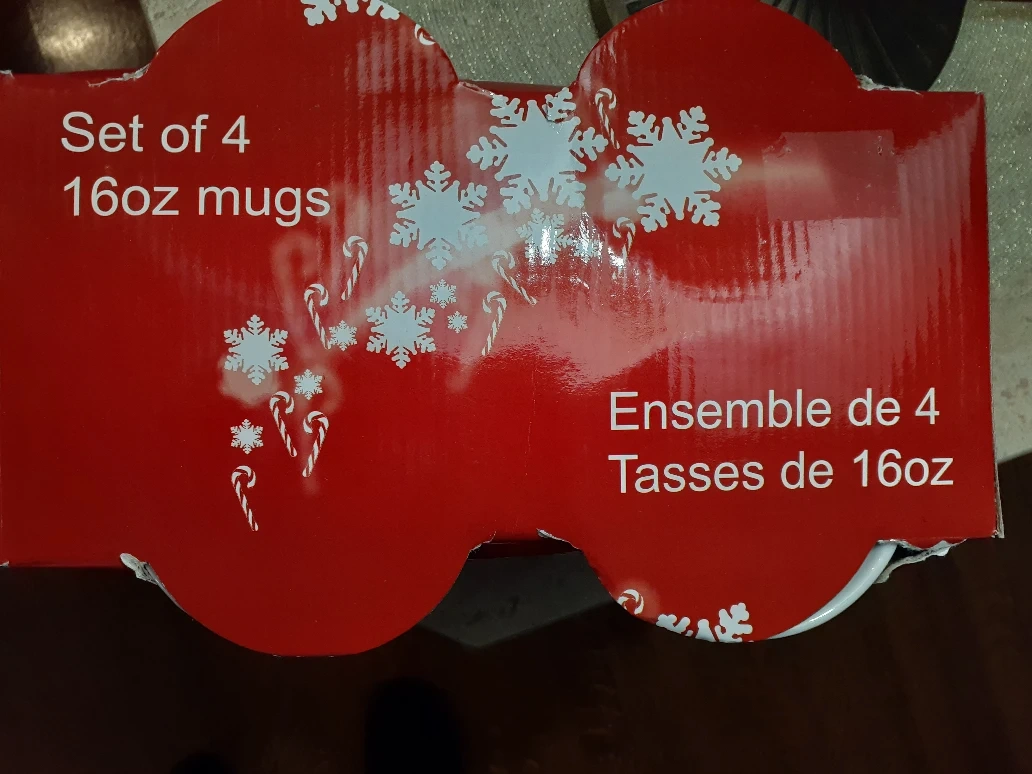 Set of 4
16oz mugs
Ensemble de 4
Tasses de 16oz